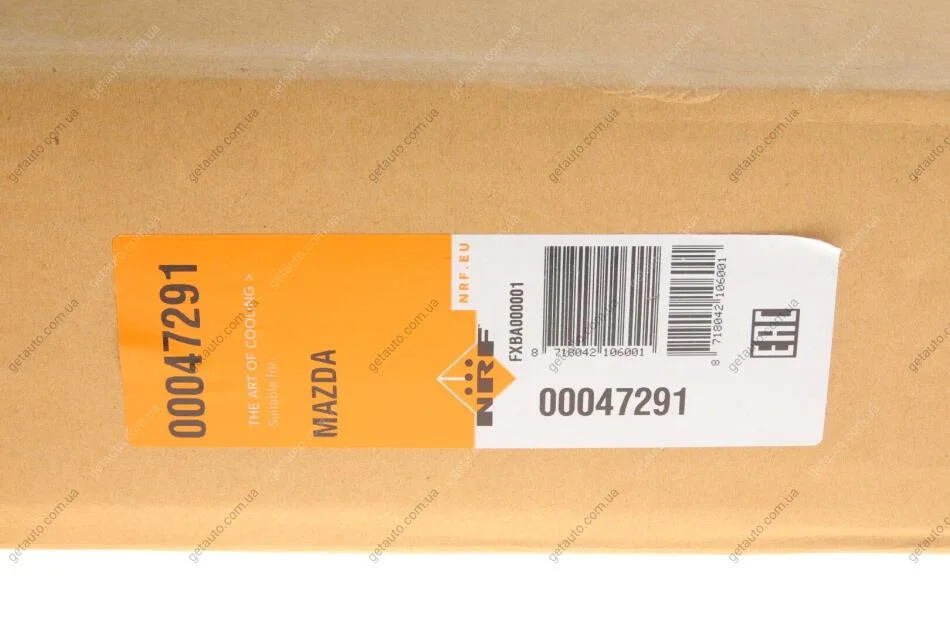 00047291
THE ART OF COOLING >
Suitable for:
MAZDA
NRF.EU
NRF
FXBA000001
8 718042 106001
8 718042 106001
00047291
EAC
getauto.com.ua